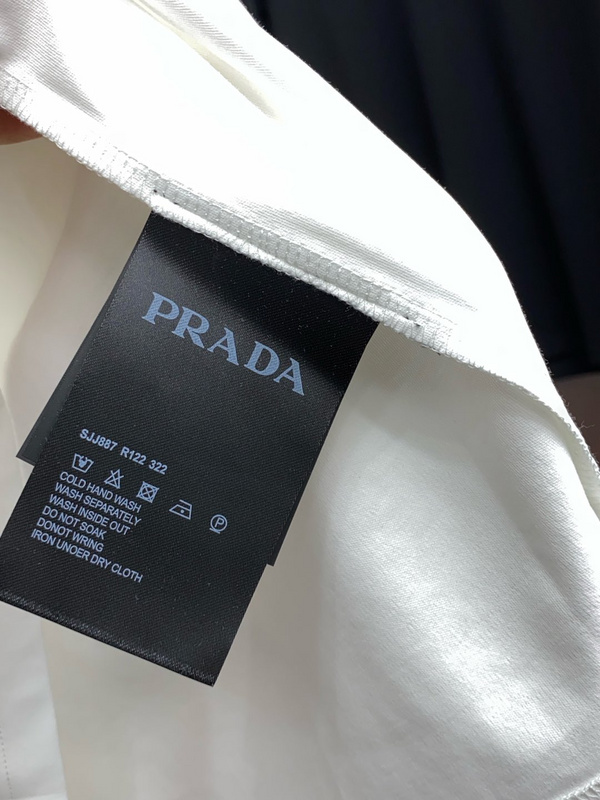 PRADA
SJJ887 R122 322
COLD HAND WASH
WASH SEPARATELY
WASH INSIDE OUT
DO NOT SOAK
DONOT WRING
IRON UNOER DRY CLOTH